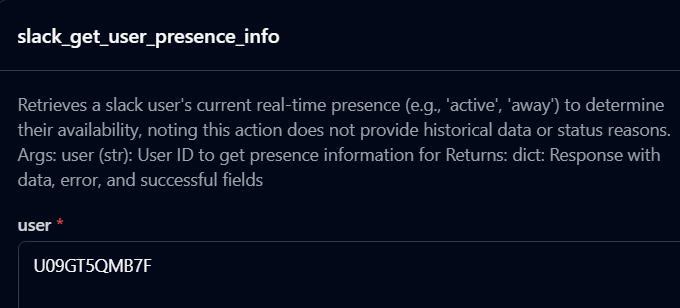 slack_get_user_presence_info
Retrieves a slack user's current real-time presence (e.g., 'active', 'away') to determine
their availability, noting this action does not provide historical data or status reasons.
Args: user (str): User ID to get presence information for Returns: dict: Response with
data, error, and successful fields
user *
U09GT5QMB7F